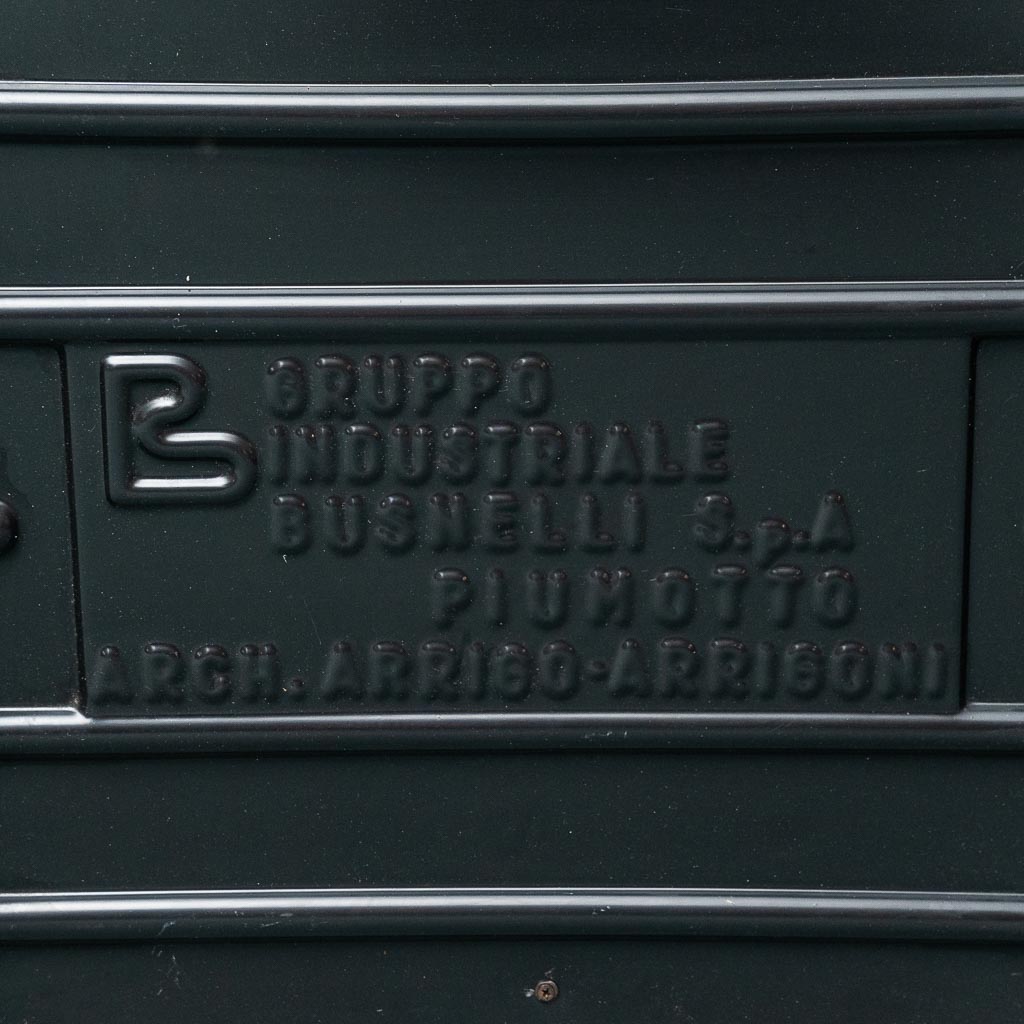 B GRUPPO
INDUSTRIALE
BUSNELLI S.p.A
PIUMOTTO
ARCH. ARRIGO-ARRIGONI